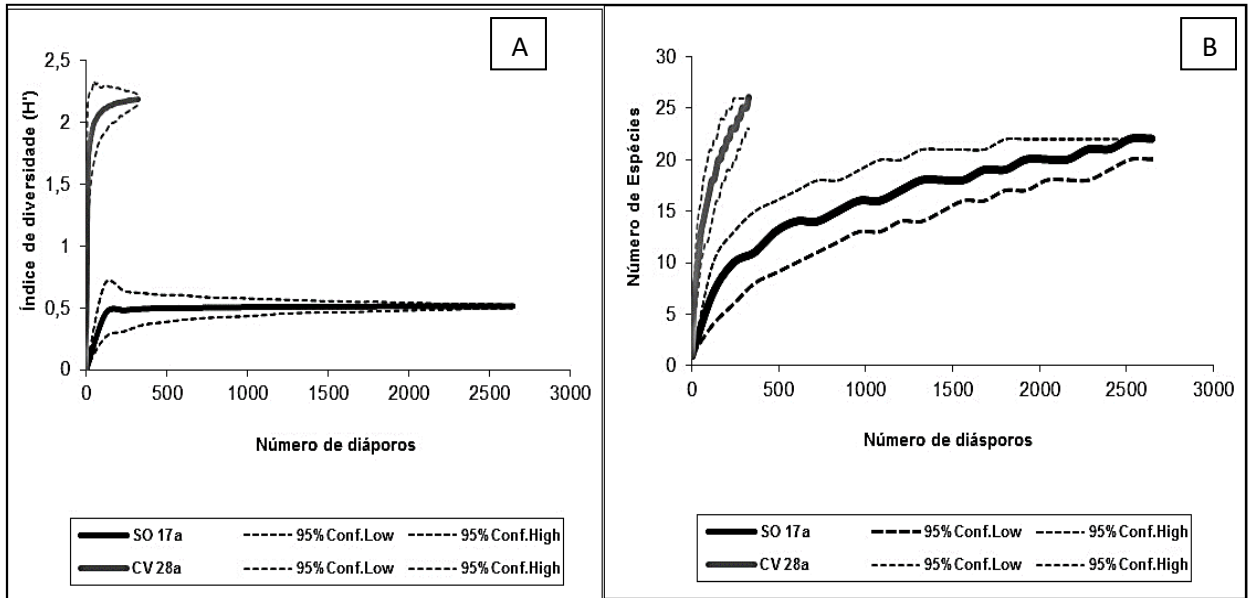 A
Índice de diversidade (H')
2,5
2
1,5
1
0,5
0
0 500 1000 1500 2000 2500 3000
Número de diáporos
SO 17a 95%Conf.Low 95%Conf.High
CV 28a 95%Conf.Low 95%Conf.High
B
Número de Espécies
30
25
20
15
10
5
0
0 500 1000 1500 2000 2500 3000
Número de diásporos
SO 17a 95%Conf.Low 95%Conf.High
CV 28a 95%Conf.Low 95%Conf.High